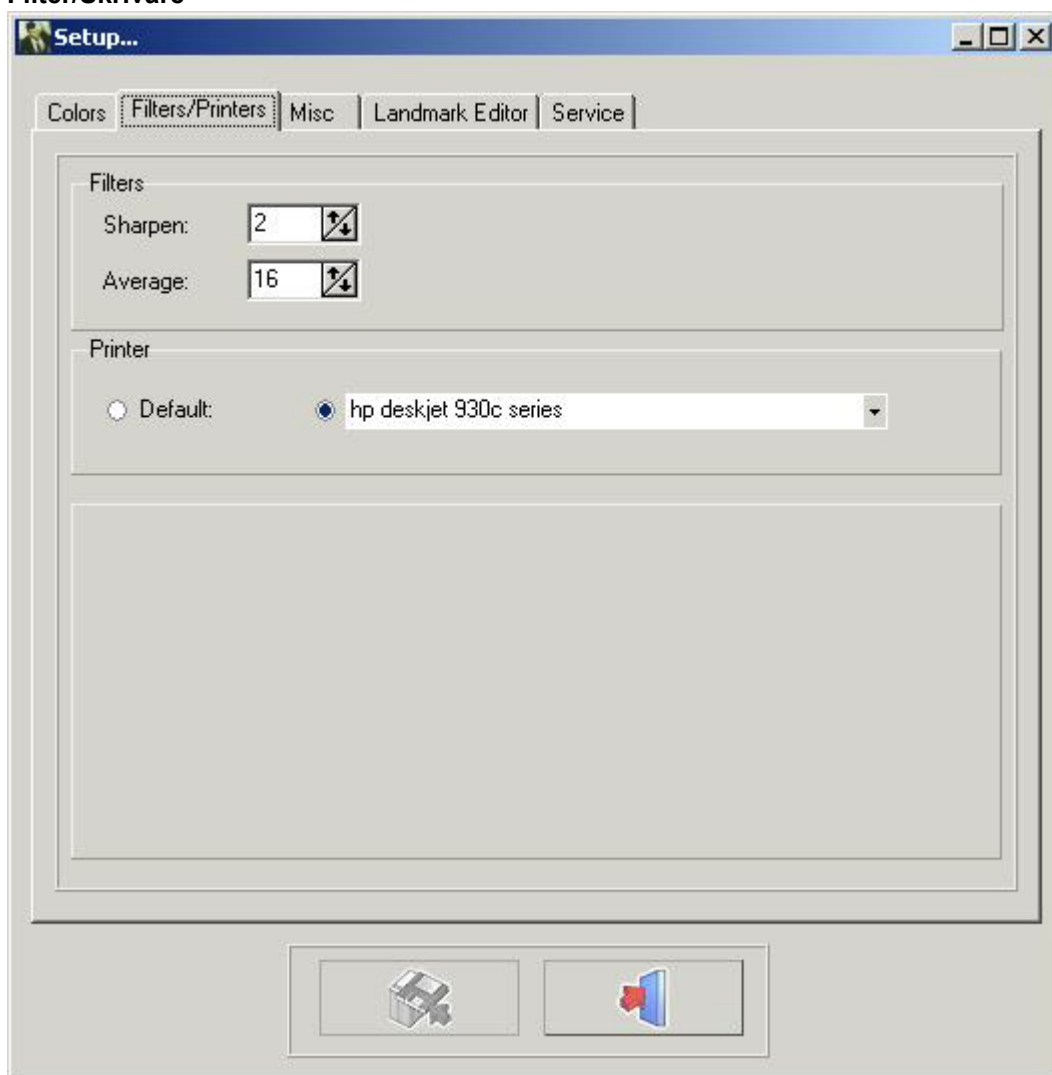 Filter/Skrivare
Setup...
Colors Filters/Printers Misc Landmark Editor Service
Filters
Sharpen: 2
Average: 16
Printer
Default: hp deskjet 930c series